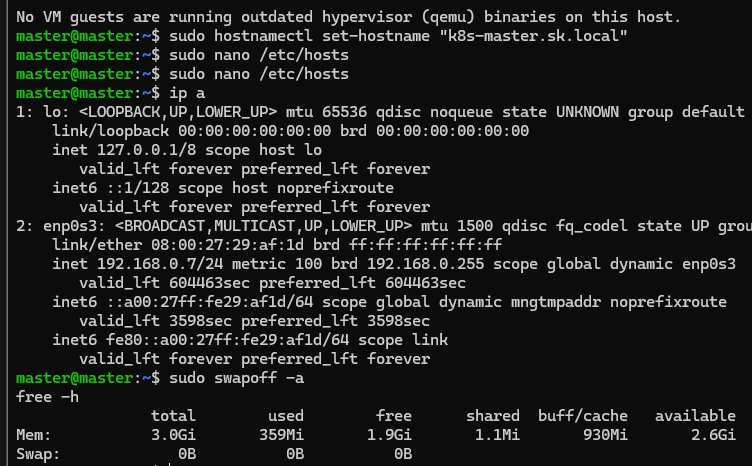 No VM guests are running outdated hypervisor (qemu) binaries on this host.
master@master:~$ sudo hostnamectl set-hostname "k8s-master.sk.local"
master@master:~$ sudo nano /etc/hosts
master@master:~$ sudo nano /etc/hosts
master@master:~$ ip a
1: lo: <LOOPBACK,UP,LOWER_UP> mtu 65536 qdisc noqueue state UNKNOWN group default
    link/loopback 00:00:00:00:00:00 brd 00:00:00:00:00:00
    inet 127.0.0.1/8 scope host lo
       valid_lft forever preferred_lft forever
    inet6 ::1/128 scope host noprefixroute
       valid_lft forever preferred_lft forever
2: enp0s3: <BROADCAST,MULTICAST,UP,LOWER_UP> mtu 1500 qdisc fq_codel state UP grou
    link/ether 08:00:27:29:af:1d brd ff:ff:ff:ff:ff:ff
    inet 192.168.0.7/24 metric 100 brd 192.168.0.255 scope global dynamic enp0s3
       valid_lft 604463sec preferred_lft 604463sec
    inet6 ::a00:27ff:fe29:af1d/64 scope global dynamic mngtmpaddr noprefixroute
       valid_lft 3598sec preferred_lft 3598sec
    inet6 fe80::a00:27ff:fe29:af1d/64 scope link
       valid_lft forever preferred_lft forever
master@master:~$ sudo swapoff -a
free -h
               total        used        free      shared  buff/cache   available
Mem:           3.0Gi       359Mi       1.9Gi       1.1Mi       930Mi       2.6Gi
Swap:             0B          0B          0B